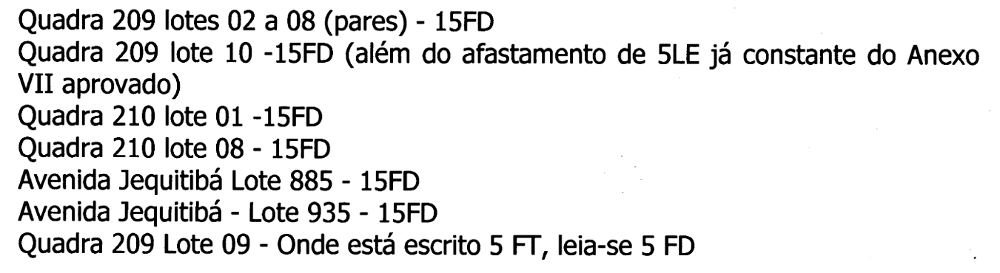 Quadra 209 lotes 02 a 08 (pares) - 15FD
Quadra 209 lote 10 -15FD (além do afastamento de 5LE já constante do Anexo
VII aprovado)
Quadra 210 lote 01 -15FD
Quadra 210 lote 08 - 15FD
Avenida Jequitibá Lote 885 - 15FD
Avenida Jequitibá - Lote 935 - 15FD
Quadra 209 Lote 09 - Onde está escrito 5 FT, leia-se 5 FD